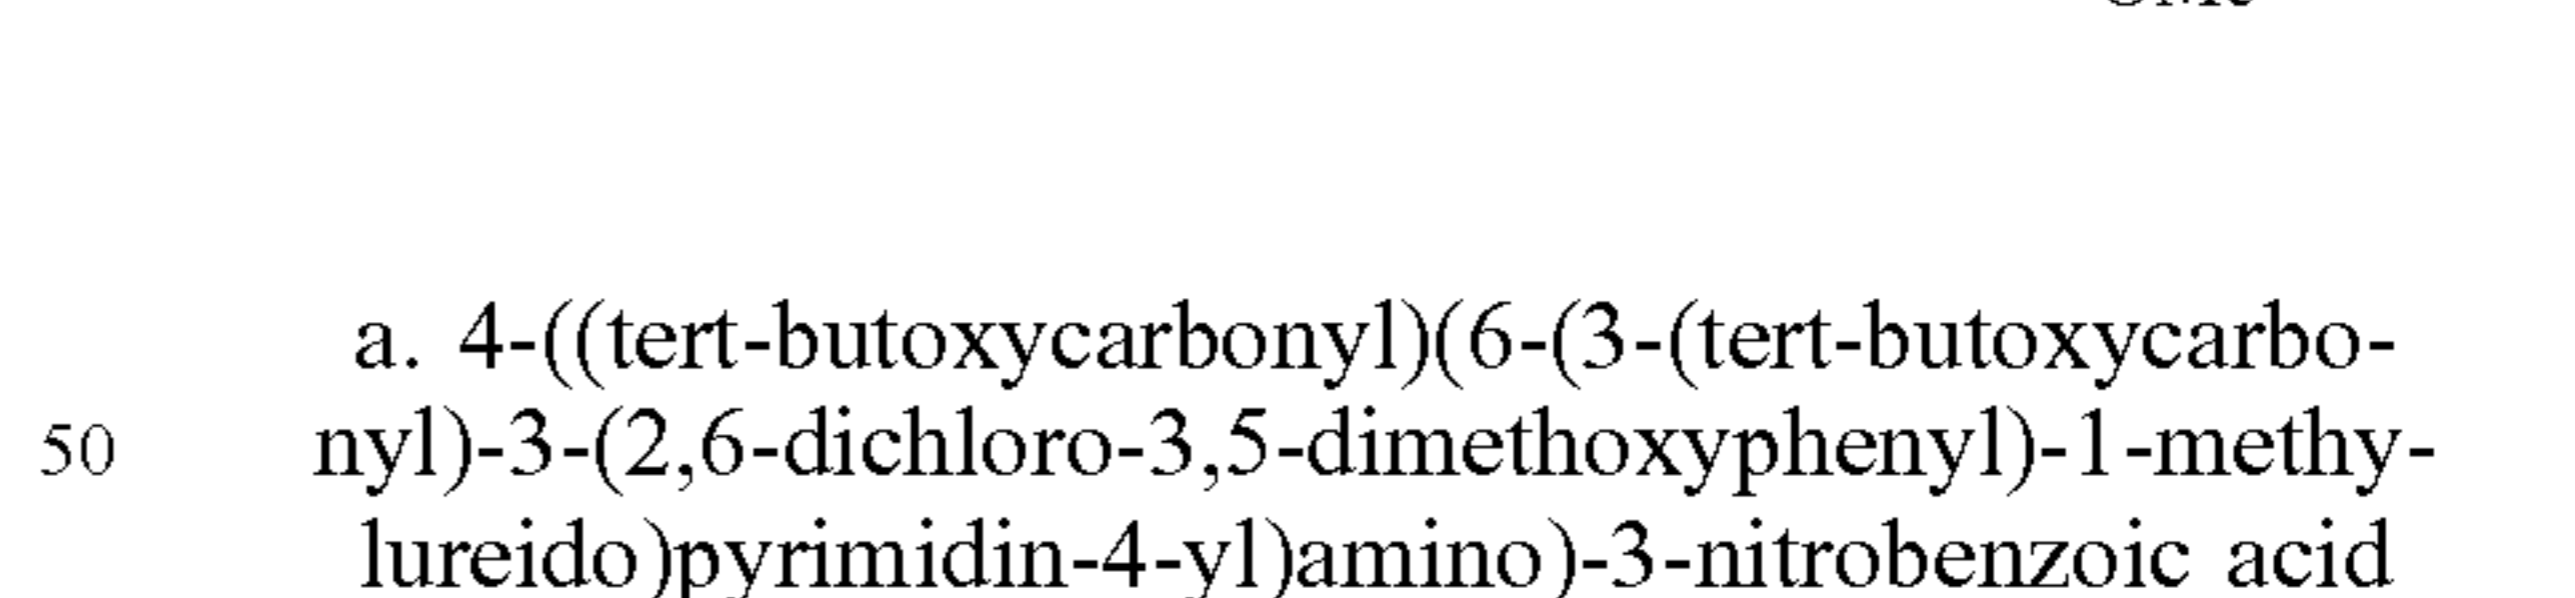 a. 4-((tert-butoxycarbonyl)(6-(3-(tert-butoxycarbo-
50 nyl)-3-(2,6-dichloro-3,5-dimethoxyphenyl)-1-methy-
lureido)pyrimidin-4-yl)amino)-3-nitrobenzoic acid